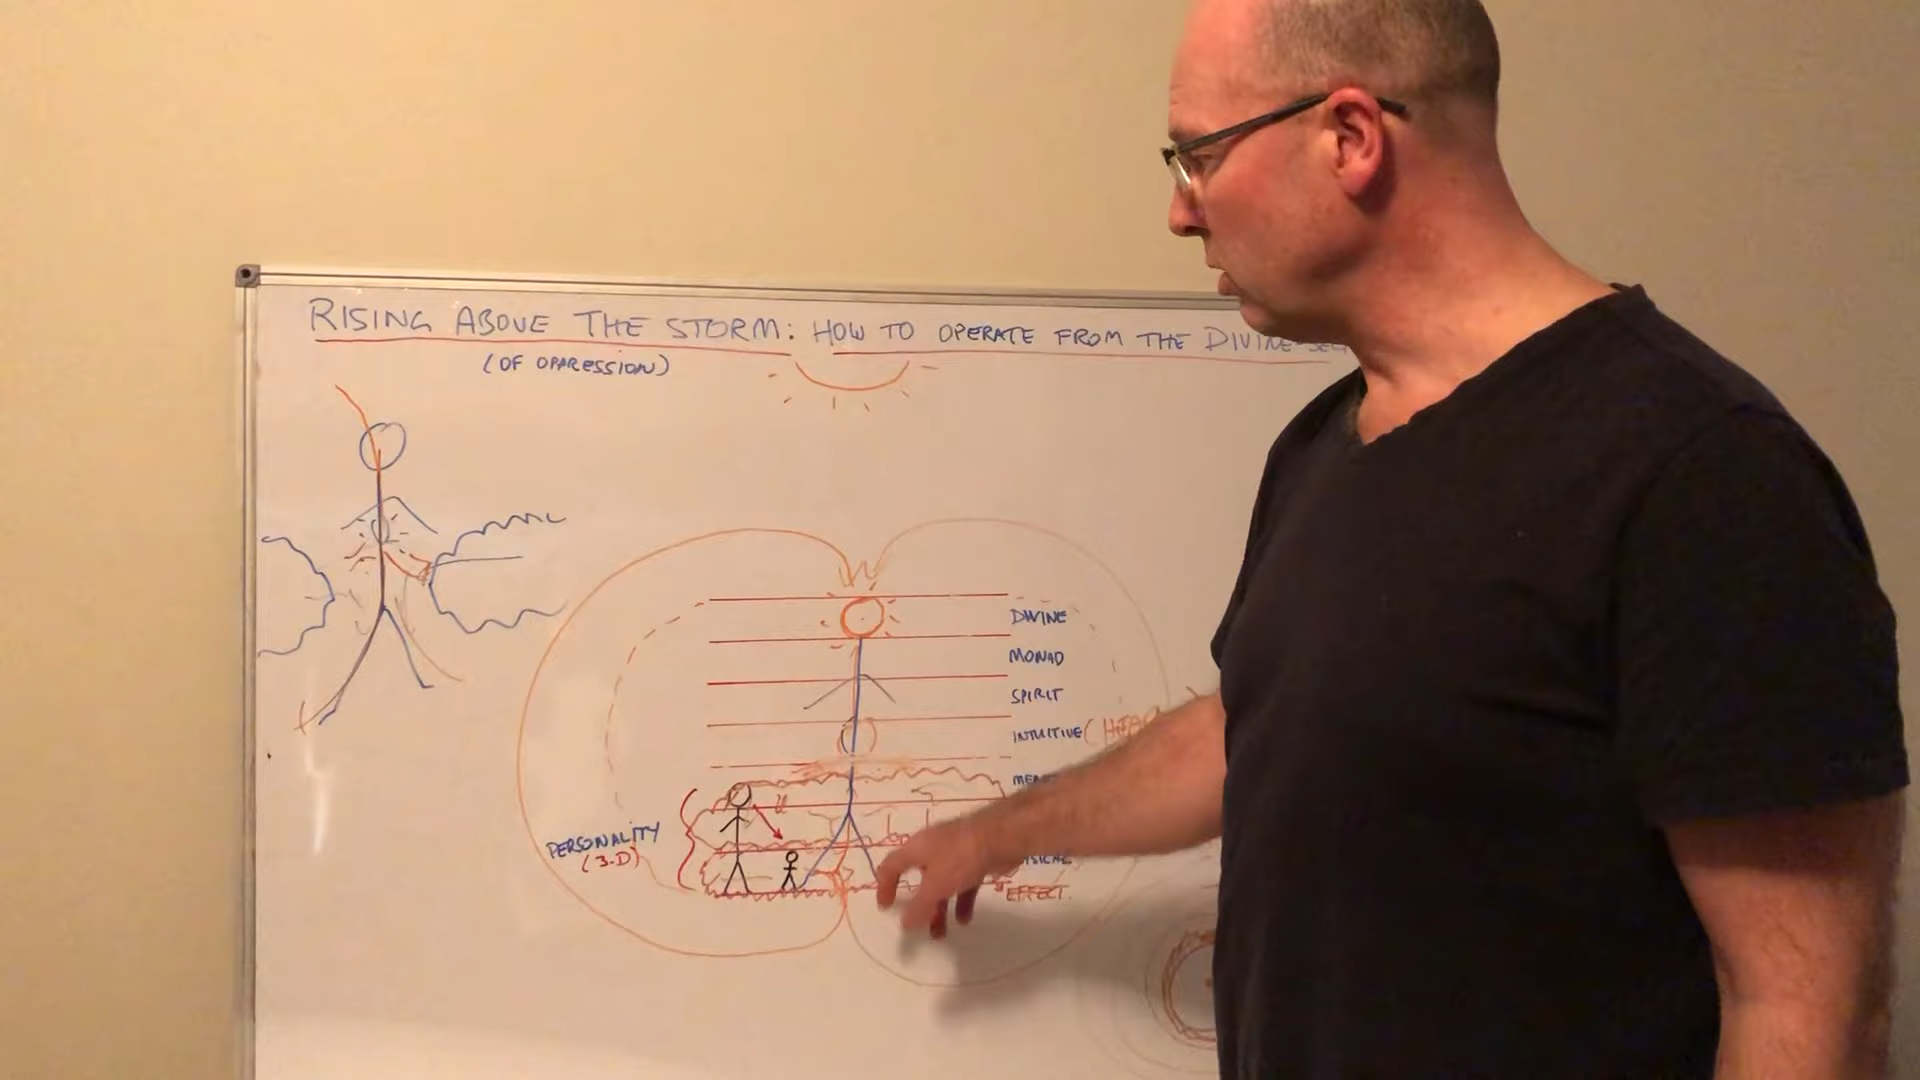 RISING ABOVE THE STORM: HOW TO OPERATE FROM THE DIVINE
(OF OPPRESSION)
DIVINE
MONAD
SPIRIT
INTUITIVE (HEA
PERSONALITY
(3-D)
EFFECT